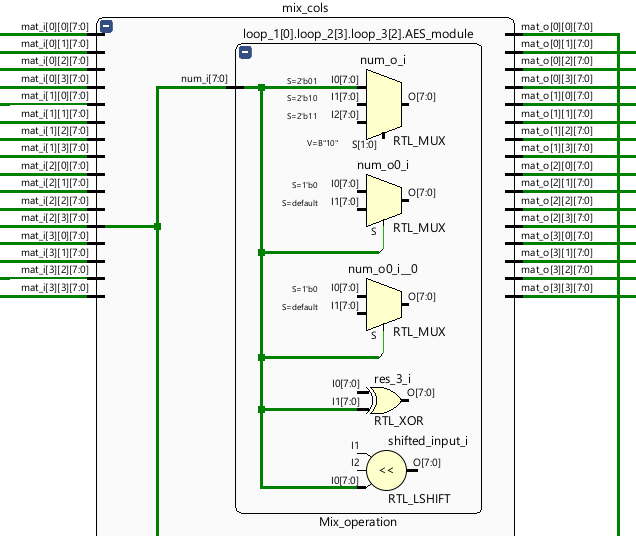 mix_cols
mat_i[0][0][7:0]
mat_i[0][1][7:0]
mat_i[0][2][7:0]
mat_i[0][3][7:0]
mat_i[1][0][7:0]
mat_i[1][1][7:0]
mat_i[1][2][7:0]
mat_i[1][3][7:0]
mat_i[2][0][7:0]
mat_i[2][1][7:0]
mat_i[2][2][7:0]
mat_i[2][3][7:0]
mat_i[3][0][7:0]
mat_i[3][1][7:0]
mat_i[3][2][7:0]
mat_i[3][3][7:0]
loop_1[0].loop_2[3].loop_3[2].AES_module
num_i[7:0]
num_o_i
S=2'b01 I0[7:0]
S=2'b10 I1[7:0] O[7:0]
S=2'b11 I2[7:0]
V=B"10" S[1:0] RTL_MUX
num_o0_i
S=1'b0 I0[7:0] O[7:0]
S=default I1[7:0]
S RTL_MUX
num_o0_i__0
S=1'b0 I0[7:0] O[7:0]
S=default I1[7:0]
S RTL_MUX
res_3_i
I0[7:0] O[7:0]
I1[7:0]
RTL_XOR
shifted_input_i
I1
I2 << O[7:0]
I0[7:0]
RTL_LSHIFT
Mix_operation
mat_o[0][0][7:0]
mat_o[0][1][7:0]
mat_o[0][2][7:0]
mat_o[0][3][7:0]
mat_o[1][0][7:0]
mat_o[1][1][7:0]
mat_o[1][2][7:0]
mat_o[1][3][7:0]
mat_o[2][0][7:0]
mat_o[2][1][7:0]
mat_o[2][2][7:0]
mat_o[2][3][7:0]
mat_o[3][0][7:0]
mat_o[3][1][7:0]
mat_o[3][2][7:0]
mat_o[3][3][7:0]